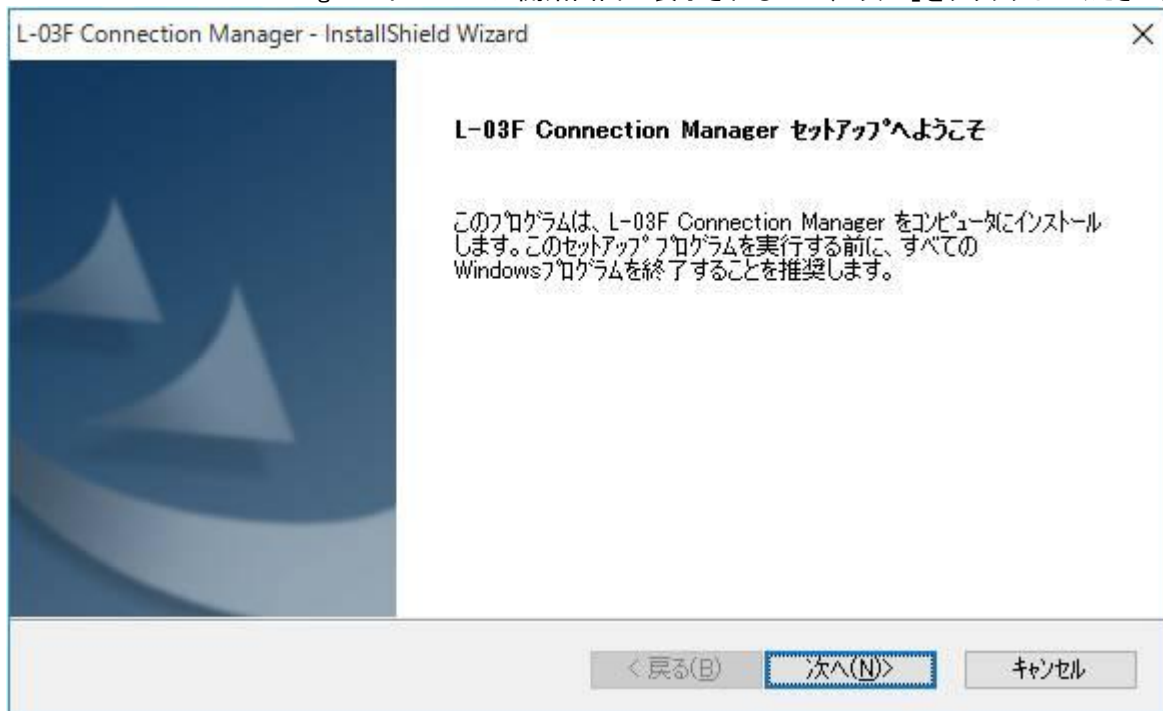 L-03F Connection Manager - InstallShield Wizard
L-03F Connection Manager ｾｯﾄｱｯﾌﾟへようこそ
このﾌﾟﾛｸﾞﾗﾑは、L-03F Connection Manager をｺﾝﾋﾟｭｰﾀにインストール
します。このｾｯﾄｱｯﾌﾟ ﾌﾟﾛｸﾞﾗﾑを実行する前に、すべての
Windowsﾌﾟﾛｸﾞﾗﾑを終了することを推奨します。
< 戻る(B)
次へ(N)>
ｷｬﾝｾﾙ